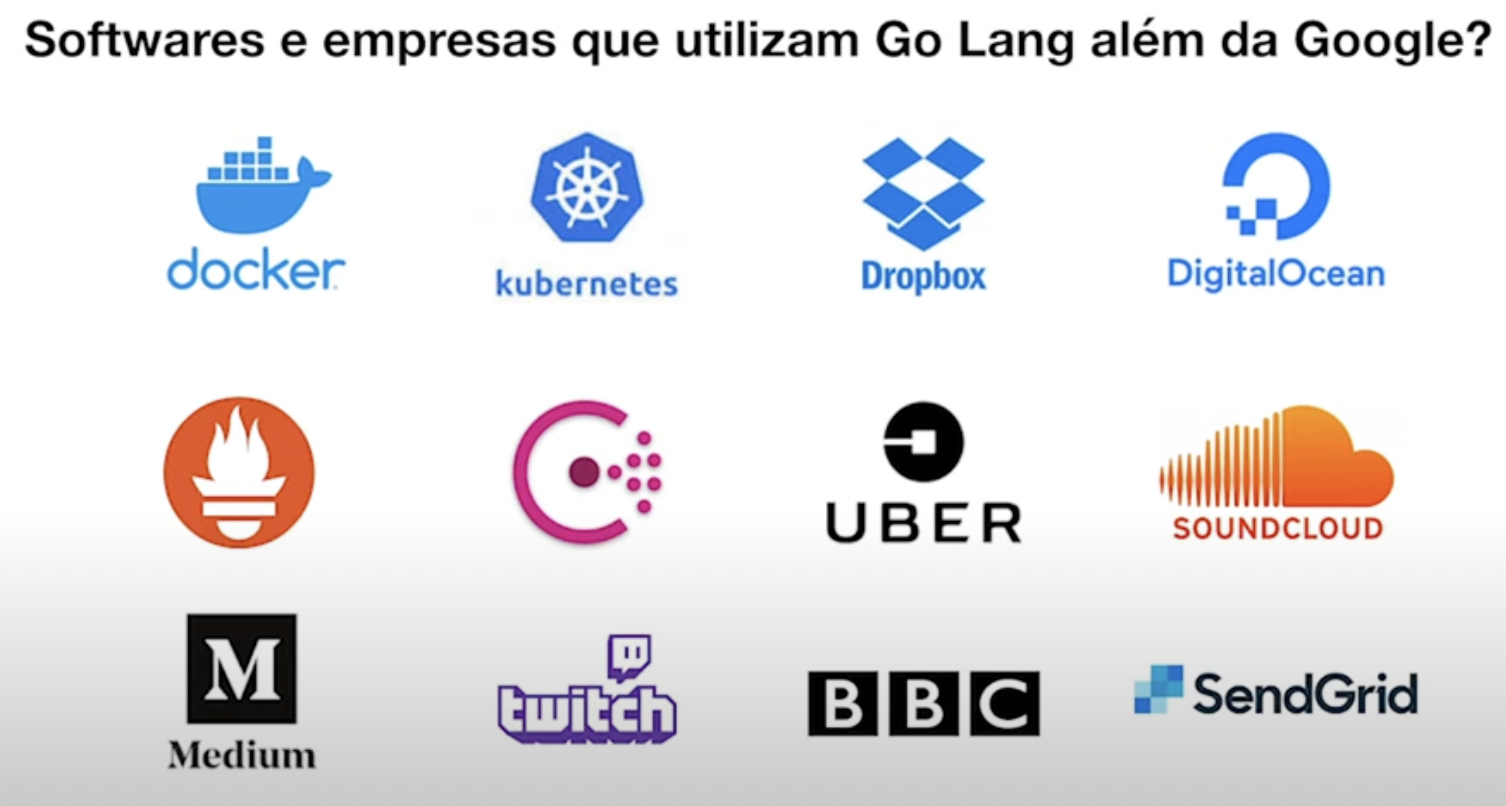 Softwares e empresas que utilizam Go Lang além da Google?
docker
kubernetes
Dropbox
DigitalOcean
UBER
SOUNDCLOUD
M
Medium
twitch
BBC
SendGrid